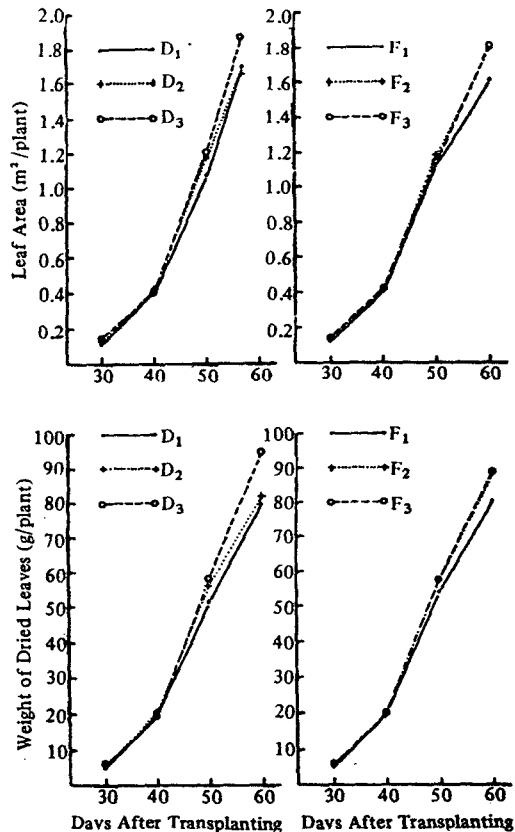 Leaf Area (m²/plant)
2.0
1.8
1.6
1.4
1.2
1.0
0.8
0.6
0.4
0.2
D₁
D₂
D₃
30 40 50 60
2.0
1.8
1.6
1.4
1.2
1.0
0.8
0.6
0.4
0.2
F₁
F₂
F₃
30 40 50 60
Weight of Dried Leaves (g/plant)
100
90
80
70
60
50
40
30
20
10
D₁
D₂
D₃
30 40 50 60
Days After Transplanting
100
90
80
70
60
50
40
30
20
10
F₁
F₂
F₃
30 40 50 60
Days After Transplanting